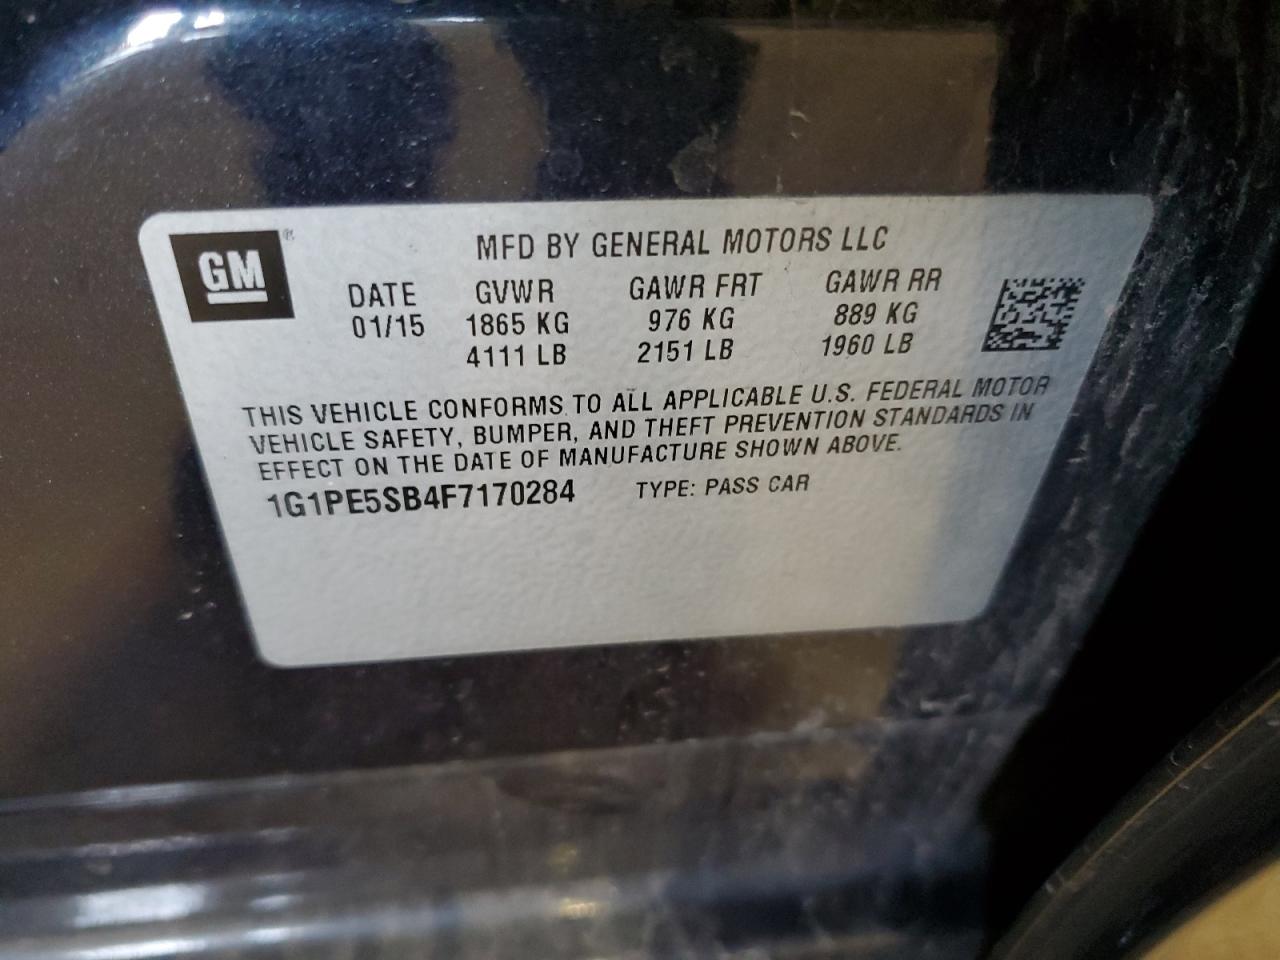 GM®
MFD BY GENERAL MOTORS LLC
DATE GVWR GAWR FRT GAWR RR
01/15 1865 KG 976 KG 889 KG
4111 LB 2151 LB 1960 LB
THIS VEHICLE CONFORMS TO ALL APPLICABLE U.S. FEDERAL MOTOR
VEHICLE SAFETY, BUMPER, AND THEFT PREVENTION STANDARDS IN
EFFECT ON THE DATE OF MANUFACTURE SHOWN ABOVE.
1G1PE5SB4F7170284 TYPE: PASS CAR